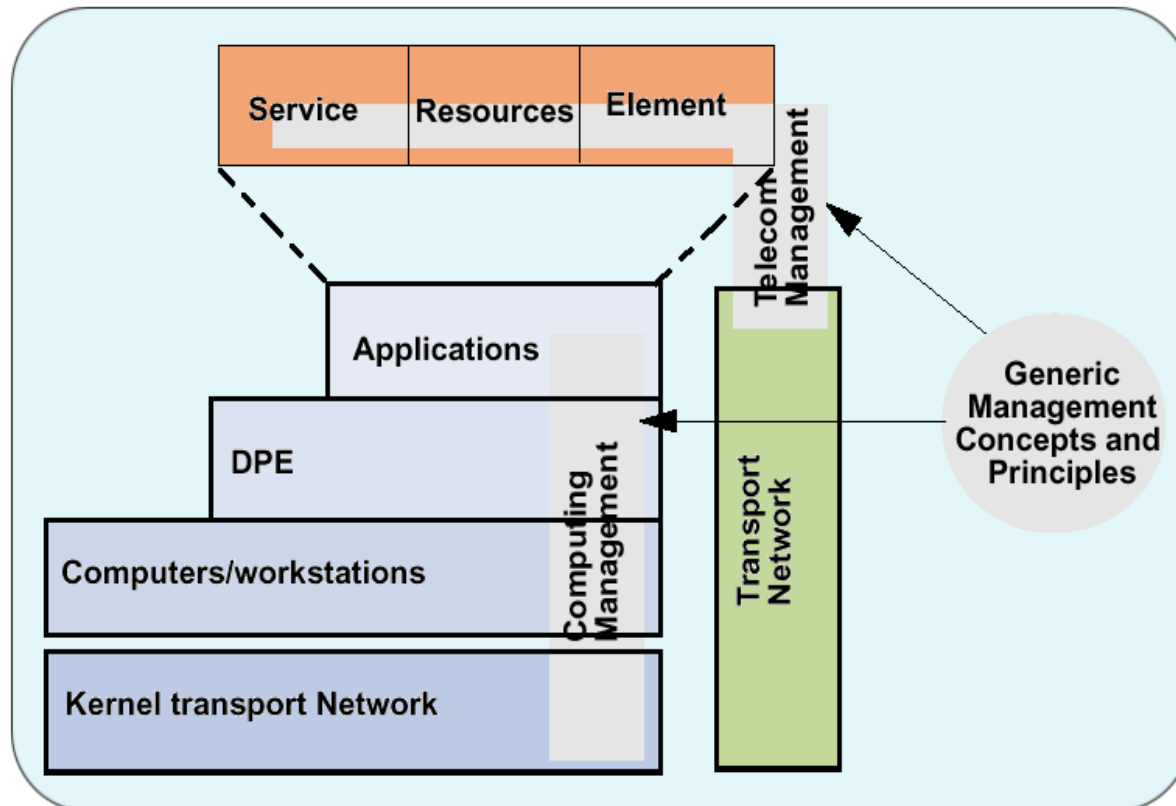 Service
Resources
Element
Telecom
Management
Applications
DPE
Computers/workstations
Kernel transport Network
Computing
Management
Transport
Network
Generic
Management
Concepts and
Principles